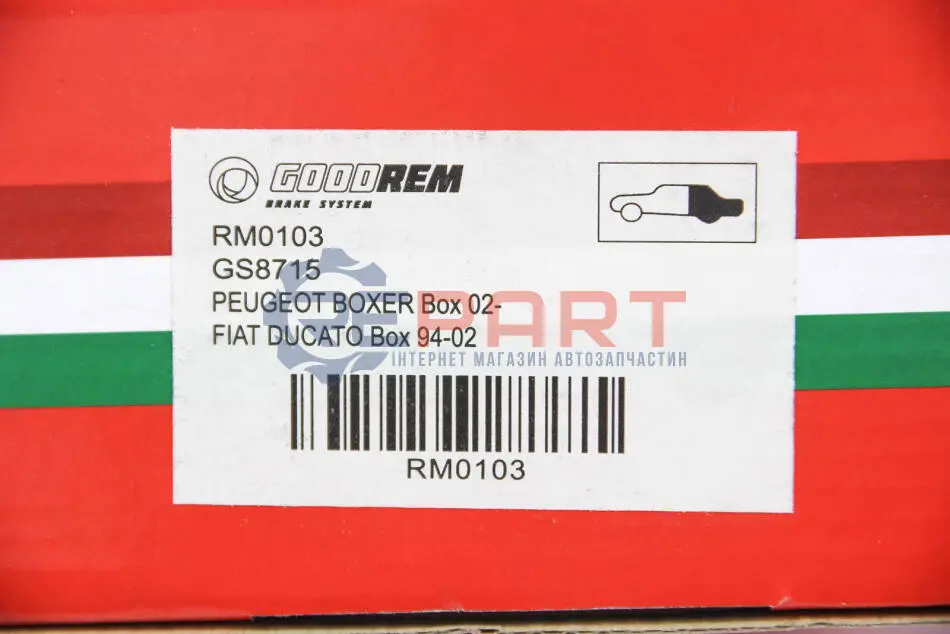 GOODREM
BRAKE SYSTEM
RM0103
GS8715
PEUGEOT BOXER Box 02-
FIAT DUCATO Box 94-02
PART
ІНТЕРНЕТ МАГАЗИН АВТОЗАПЧАСТИН
RM0103